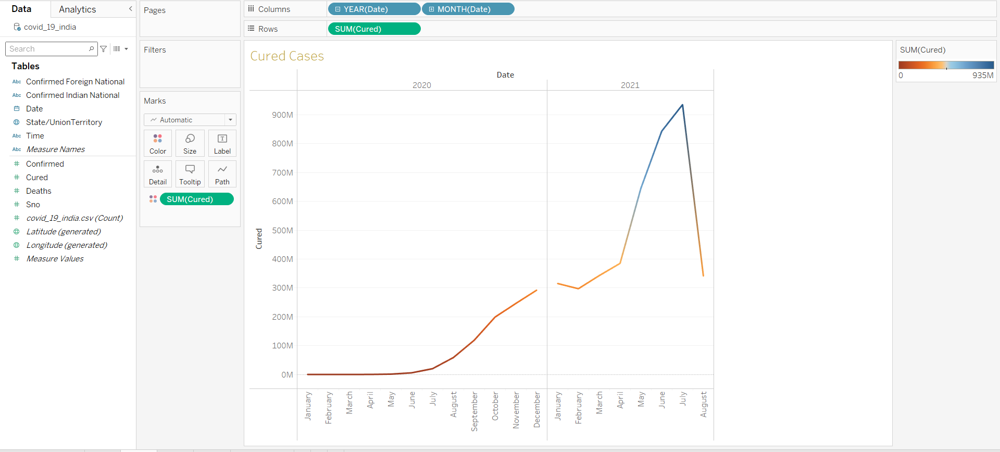 Data
Analytics
covid_19_india
Search
Tables
Abc Confirmed Foreign National
Abc Confirmed Indian National
Date
State/UnionTerritory
Abc Time
Abc Measure Names
Confirmed
Cured
Deaths
Sno
covid_19_india.csv (Count)
Latitude (generated)
Longitude (generated)
Measure Values
Pages
Filters
Marks
Automatic
Color Size Label
Detail Tooltip Path
SUM(Cured)
Columns YEAR(Date) MONTH(Date)
Rows SUM(Cured)
Cured Cases
Date
2020 2021
Cured
900M
800M
700M
600M
500M
400M
300M
200M
100M
0M
January February March April May June July August September October November December January February March April May June July August
SUM(Cured)
0 935M